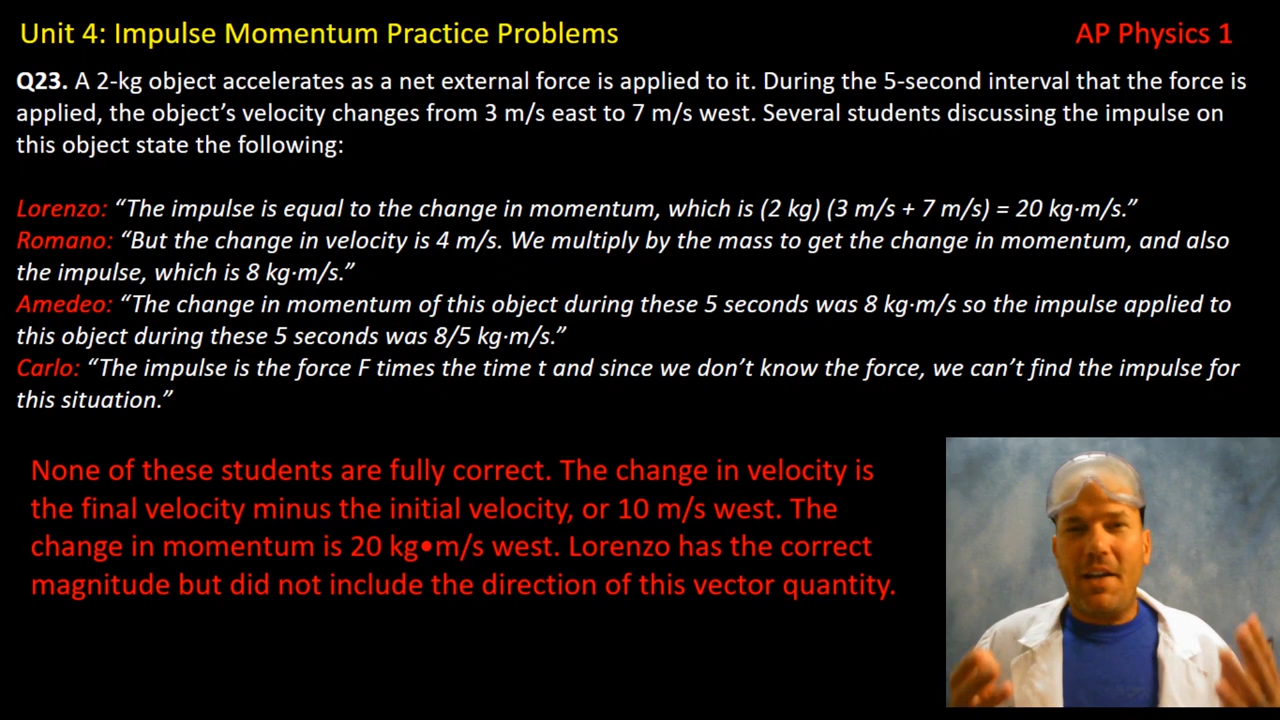 Unit 4: Impulse Momentum Practice Problems
AP Physics 1
Q23. A 2-kg object accelerates as a net external force is applied to it. During the 5-second interval that the force is
applied, the object’s velocity changes from 3 m/s east to 7 m/s west. Several students discussing the impulse on
this object state the following:
Lorenzo: “The impulse is equal to the change in momentum, which is (2 kg) (3 m/s + 7 m/s) = 20 kg·m/s.”
Romano: “But the change in velocity is 4 m/s. We multiply by the mass to get the change in momentum, and also
the impulse, which is 8 kg·m/s.”
Amedeo: “The change in momentum of this object during these 5 seconds was 8 kg·m/s so the impulse applied to
this object during these 5 seconds was 8/5 kg·m/s.”
Carlo: “The impulse is the force F times the time t and since we don’t know the force, we can’t find the impulse for
this situation.”
None of these students are fully correct. The change in velocity is
the final velocity minus the initial velocity, or 10 m/s west. The
change in momentum is 20 kg•m/s west. Lorenzo has the correct
magnitude but did not include the direction of this vector quantity.